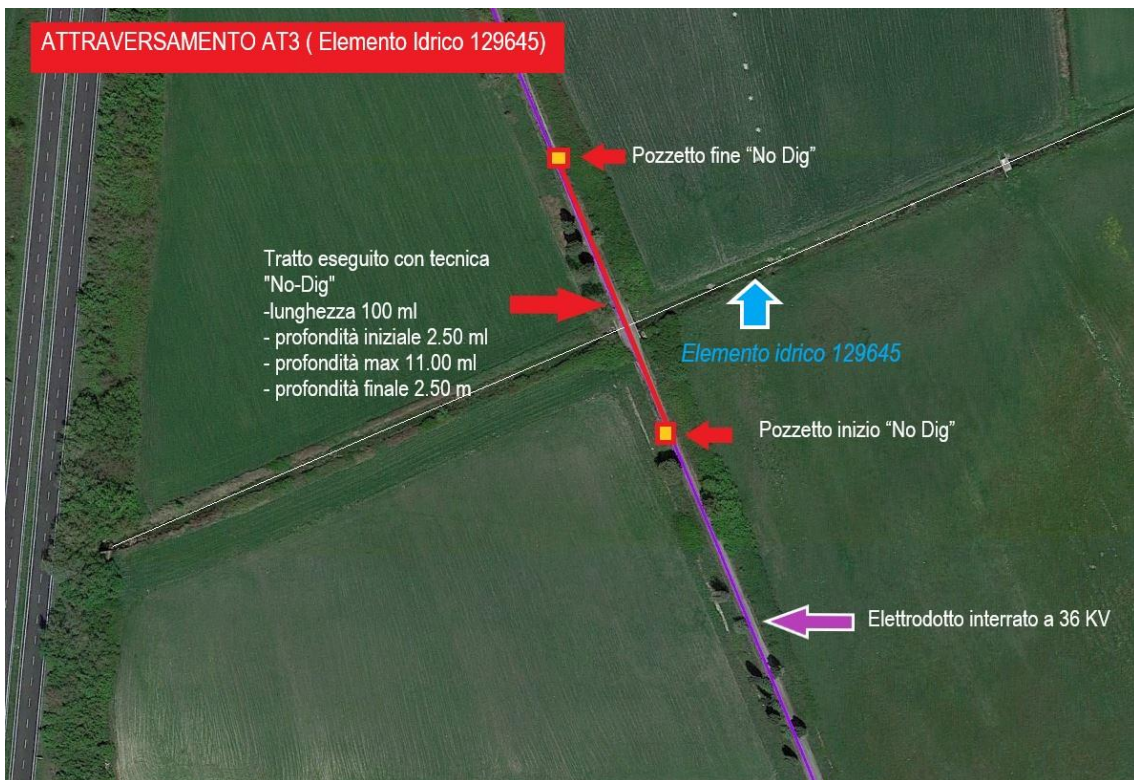 ATTRAVERSAMENTO AT3 ( Elemento Idrico 129645)
Pozzetto fine “No Dig”
Tratto eseguito con tecnica
"No-Dig"
-lunghezza 100 ml
- profondità iniziale 2.50 ml
- profondità max 11.00 ml
- profondità finale 2.50 m
Elemento idrico 129645
Pozzetto inizio “No Dig”
Elettrodotto interrato a 36 KV